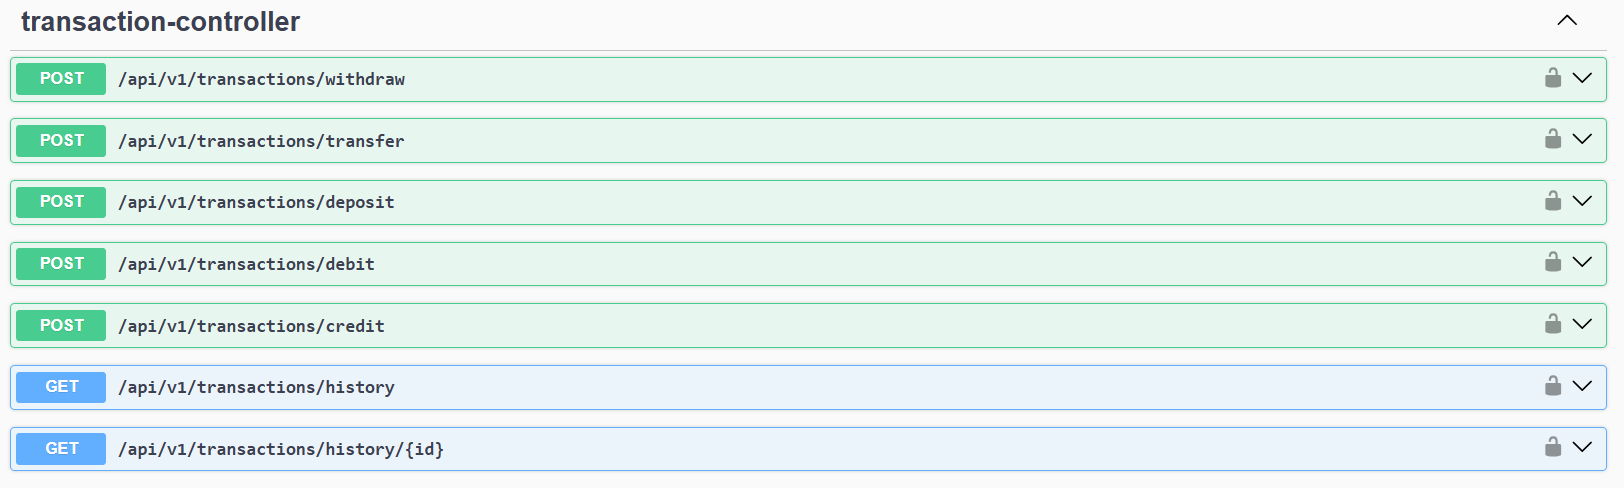 transaction-controller
POST /api/v1/transactions/withdraw
POST /api/v1/transactions/transfer
POST /api/v1/transactions/deposit
POST /api/v1/transactions/debit
POST /api/v1/transactions/credit
GET /api/v1/transactions/history
GET /api/v1/transactions/history/{id}